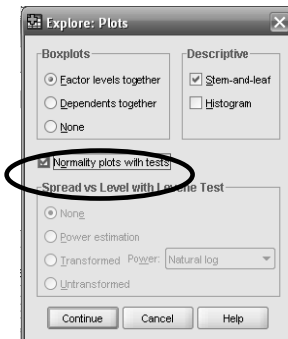 Explore: Plots
Boxplots
Factor levels together
Dependents together
None
Descriptive
Stem-and-leaf
Histogram
Normality plots with tests
Spread vs Level with Levene Test
None
Power estimation
Transformed Power: Natural log
Untransformed
Continue Cancel Help